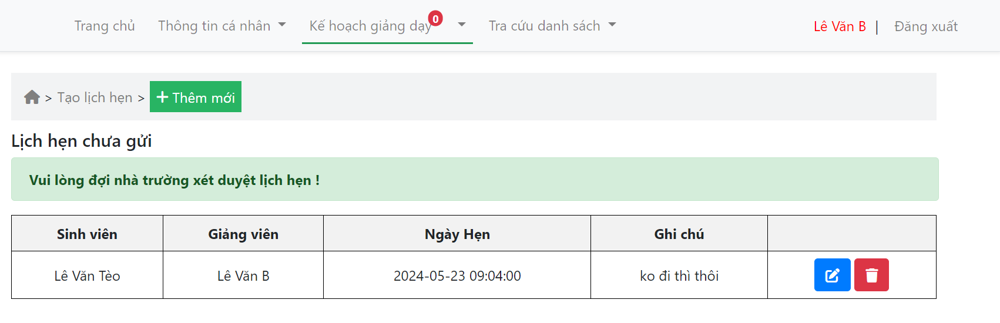 Trang chủ Thông tin cá nhân Kế hoạch giảng dạy 0 Tra cứu danh sách Lê Văn B | Đăng xuất
> Tạo lịch hẹn > + Thêm mới
Lịch hẹn chưa gửi
Vui lòng đợi nhà trường xét duyệt lịch hẹn !
Sinh viên Giảng viên Ngày Hẹn Ghi chú
Lê Văn Tèo Lê Văn B 2024-05-23 09:04:00 ko đi thì thôi